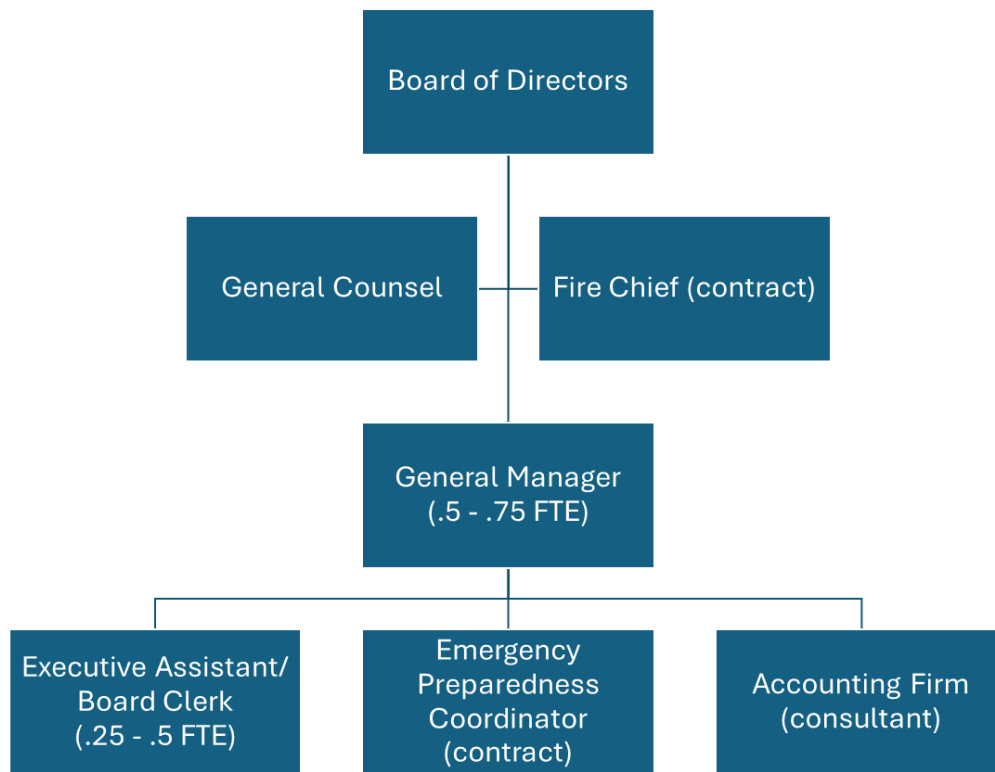 Board of Directors
General Counsel
Fire Chief (contract)
General Manager
(.5 - .75 FTE)
Executive Assistant/
Board Clerk
(.25 - .5 FTE)
Emergency
Preparedness
Coordinator
(contract)
Accounting Firm
(consultant)